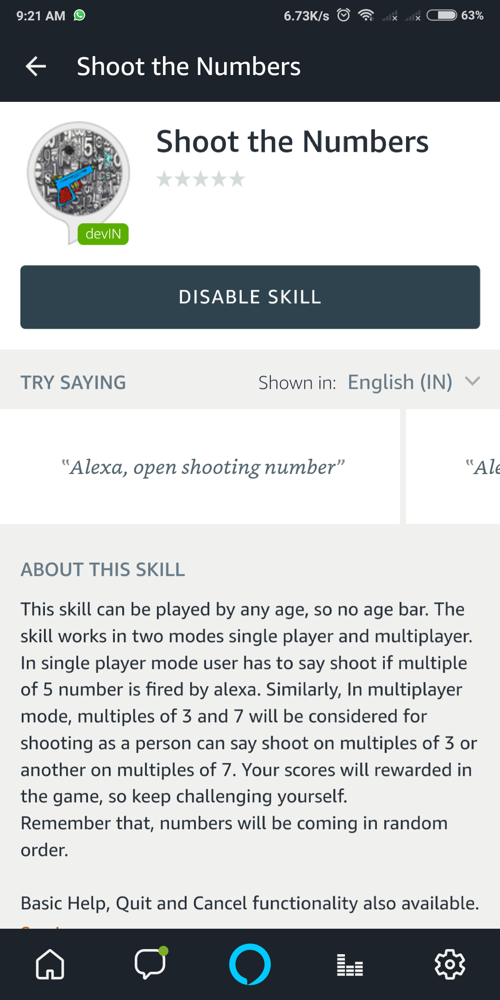 9:21 AM 6.73K/s 63%
Shoot the Numbers
Shoot the Numbers
devIN
DISABLE SKILL
TRY SAYING Shown in: English (IN)
“Alexa, open shooting number” “Ale
ABOUT THIS SKILL
This skill can be played by any age, so no age bar. The
skill works in two modes single player and multiplayer.
In single player mode user has to say shoot if multiple
of 5 number is fired by alexa. Similarly, In multiplayer
mode, multiples of 3 and 7 will be considered for
shooting as a person can say shoot on multiples of 3 or
another on multiples of 7. Your scores will rewarded in
the game, so keep challenging yourself.
Remember that, numbers will be coming in random
order.
Basic Help, Quit and Cancel functionality also available.